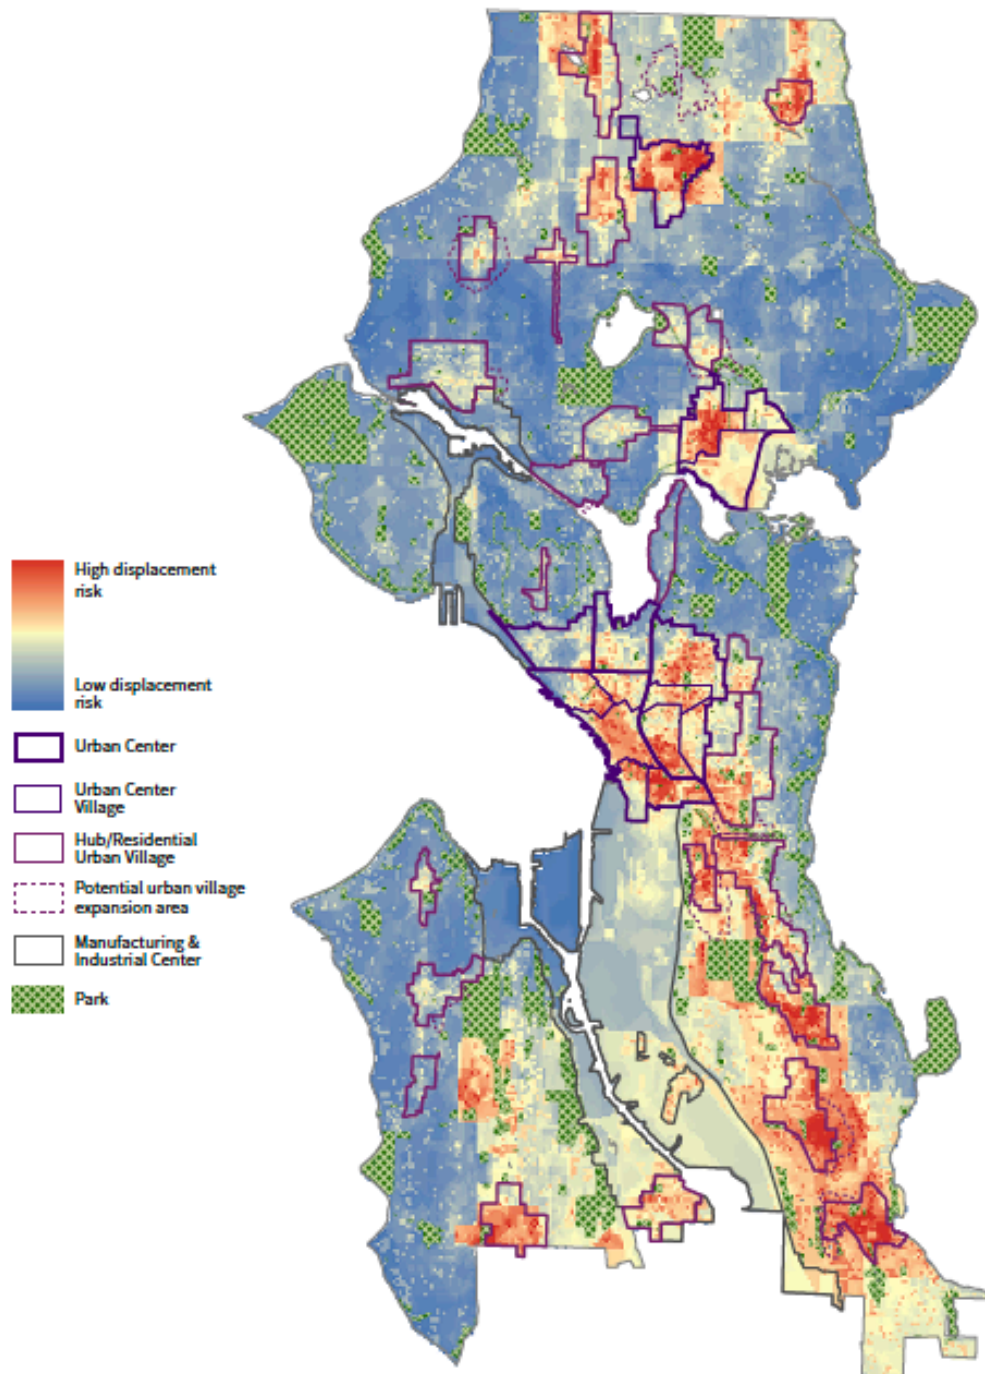 High displacement
risk
Low displacement
risk
Urban Center
Urban Center
Village
Hub/Residential
Urban Village
Potential urban village
expansion area
Manufacturing &
Industrial Center
Park